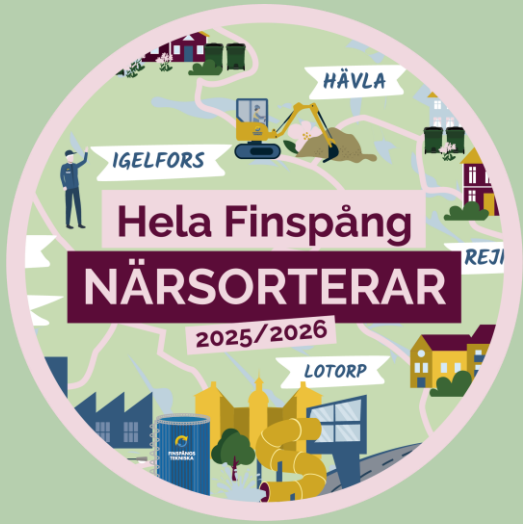 HÄVLA
IGELFORS
Hela Finspång
NÄRSORTERAR
REJ
2025/2026
LOTORP
FINSPÅNGS
TEKNISKA